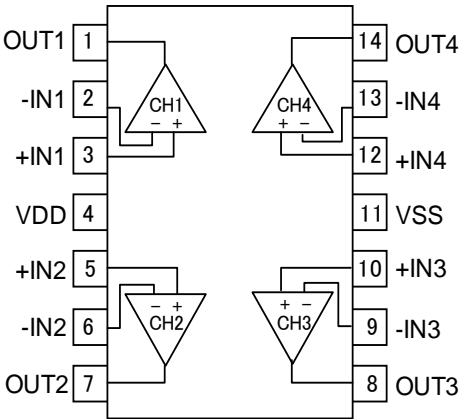 OUT1 1 14 OUT4
-IN1 2 CH1 CH4 13 -IN4
- + + -
+IN1 3 12 +IN4
VDD 4 11 VSS
+IN2 5 10 +IN3
- + + -
-IN2 6 CH2 CH3 9 -IN3
OUT2 7 8 OUT3